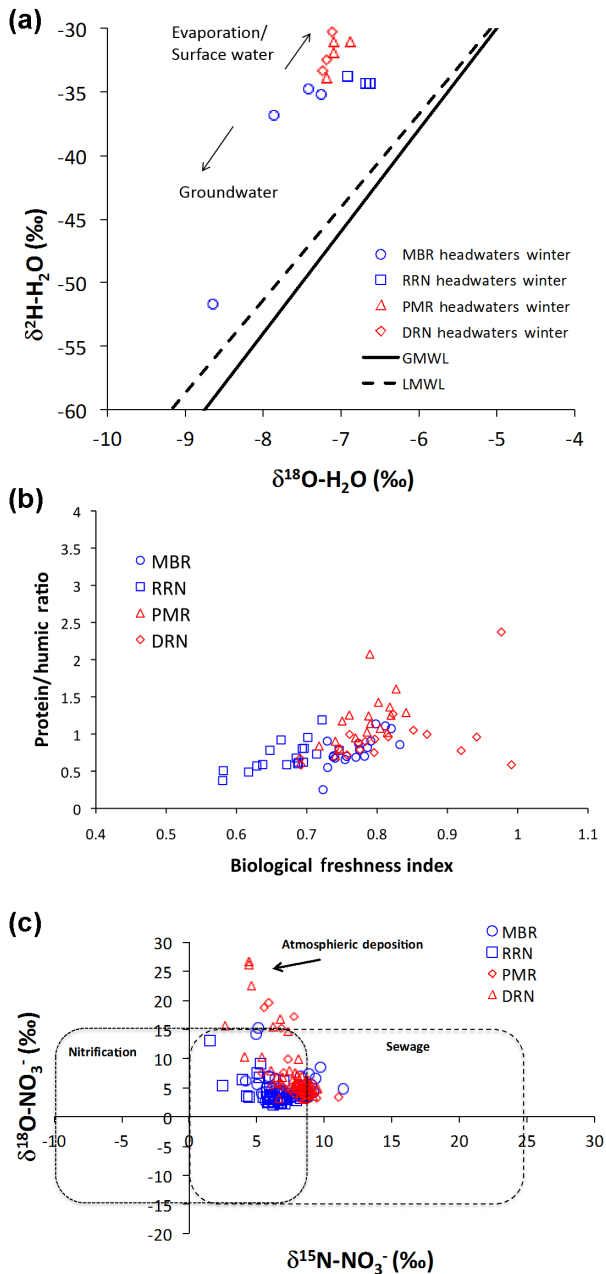 (a)
Evaporation/
Surface water
Groundwater
MBR headwaters winter
RRN headwaters winter
PMR headwaters winter
DRN headwaters winter
GMWL
LMWL
-30
-35
-40
-45
-50
-55
-60
δ²H-H₂O (‰)
-10 -9 -8 -7 -6 -5 -4
δ¹⁸O-H₂O (‰)
(b)
4
3.5
3
2.5
2
1.5
1
0.5
0
Protein/humic ratio
MBR
RRN
PMR
DRN
0.4 0.5 0.6 0.7 0.8 0.9 1 1.1
Biological freshness index
(c)
30
25
20
15
10
5
0
-5
-10
-15
-20
δ¹⁸O-NO₃⁻ (‰)
MBR
RRN
PMR
DRN
Atmosphieric deposition
Nitrification
Sewage
-10 -5 0 5 10 15 20 25 30
δ¹⁵N-NO₃⁻ (‰)